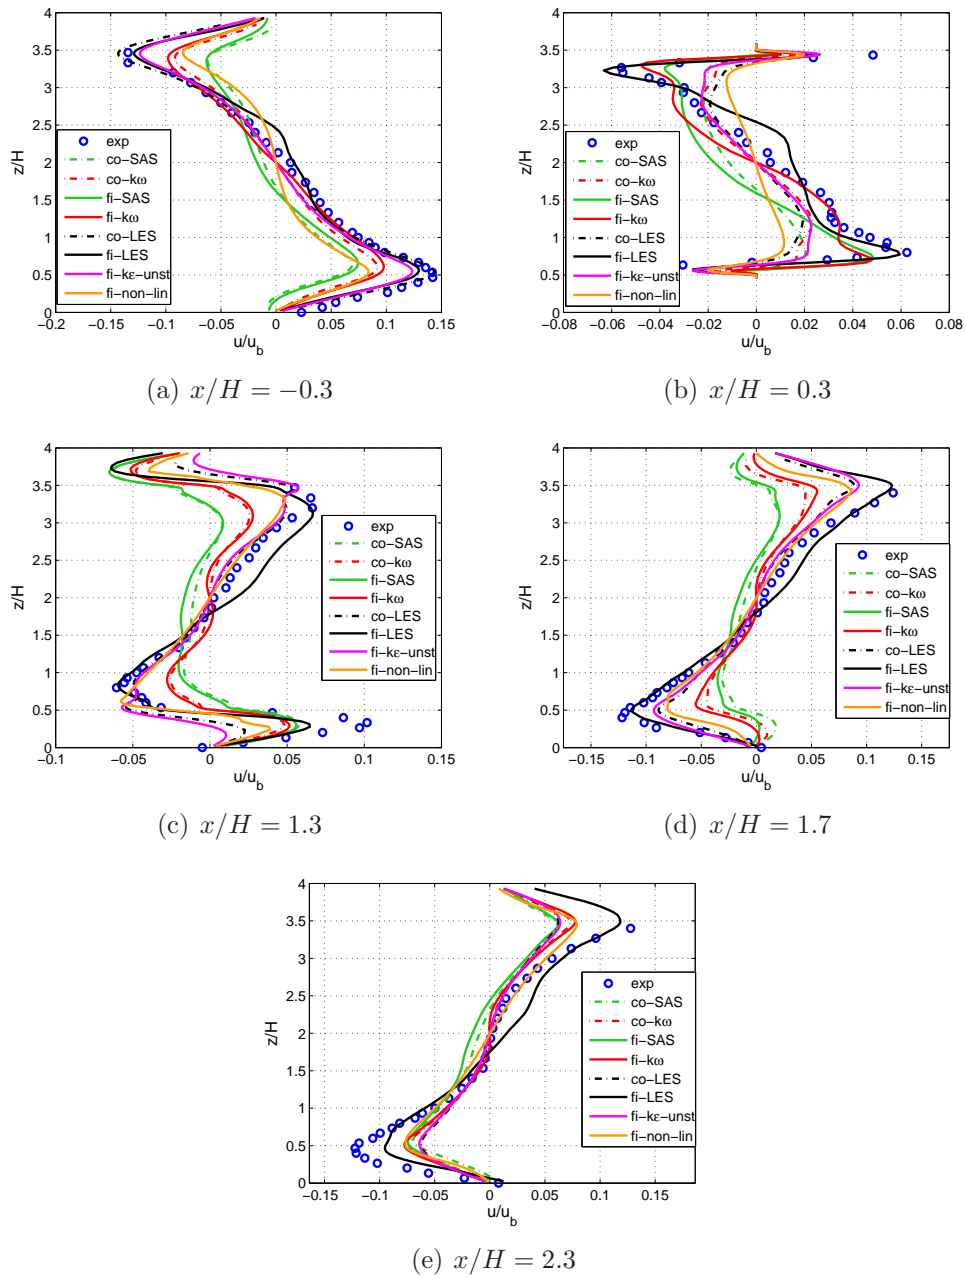 4
3.5
3
2.5
2
1.5
1
0.5
0
z/H
exp
co−SAS
co−kω
fi−SAS
fi−kω
co−LES
fi−LES
fi−kε−unst
fi−non−lin
−0.2 −0.15 −0.1 −0.05 0 0.05 0.1 0.15
u/u_b
(a) x/H = −0.3
4
3.5
3
2.5
2
1.5
1
0.5
0
z/H
exp
co−SAS
co−kω
fi−SAS
fi−kω
co−LES
fi−LES
fi−kε−unst
fi−non−lin
−0.08 −0.06 −0.04 −0.02 0 0.02 0.04 0.06 0.08
u/u_b
(b) x/H = 0.3
4
3.5
3
2.5
2
1.5
1
0.5
0
z/H
exp
co−SAS
co−kω
fi−SAS
fi−kω
co−LES
fi−LES
fi−kε−unst
fi−non−lin
−0.1 −0.05 0 0.05 0.1 0.15
u/u_b
(c) x/H = 1.3
4
3.5
3
2.5
2
1.5
1
0.5
0
z/H
exp
co−SAS
co−kω
fi−SAS
fi−kω
co−LES
fi−LES
fi−kε−unst
fi−non−lin
−0.15 −0.1 −0.05 0 0.05 0.1 0.15
u/u_b
(d) x/H = 1.7
4
3.5
3
2.5
2
1.5
1
0.5
0
z/H
exp
co−SAS
co−kω
fi−SAS
fi−kω
co−LES
fi−LES
fi−kε−unst
fi−non−lin
−0.15 −0.1 −0.05 0 0.05 0.1 0.15
u/u_b
(e) x/H = 2.3